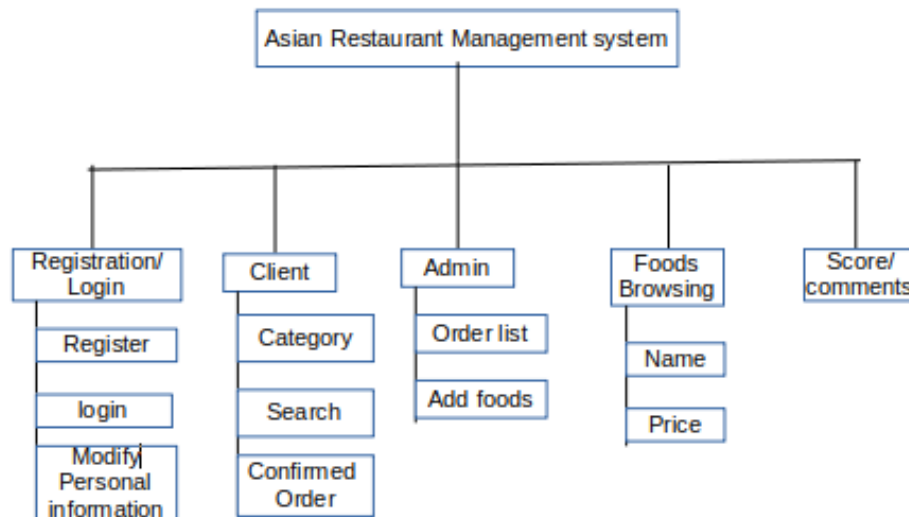 Asian Restaurant Management system
Registration/
Login
Client
Admin
Foods
Browsing
Score/
comments
Register
login
Modify
Personal
information
Category
Search
Confirmed
Order
Order list
Add foods
Name
Price